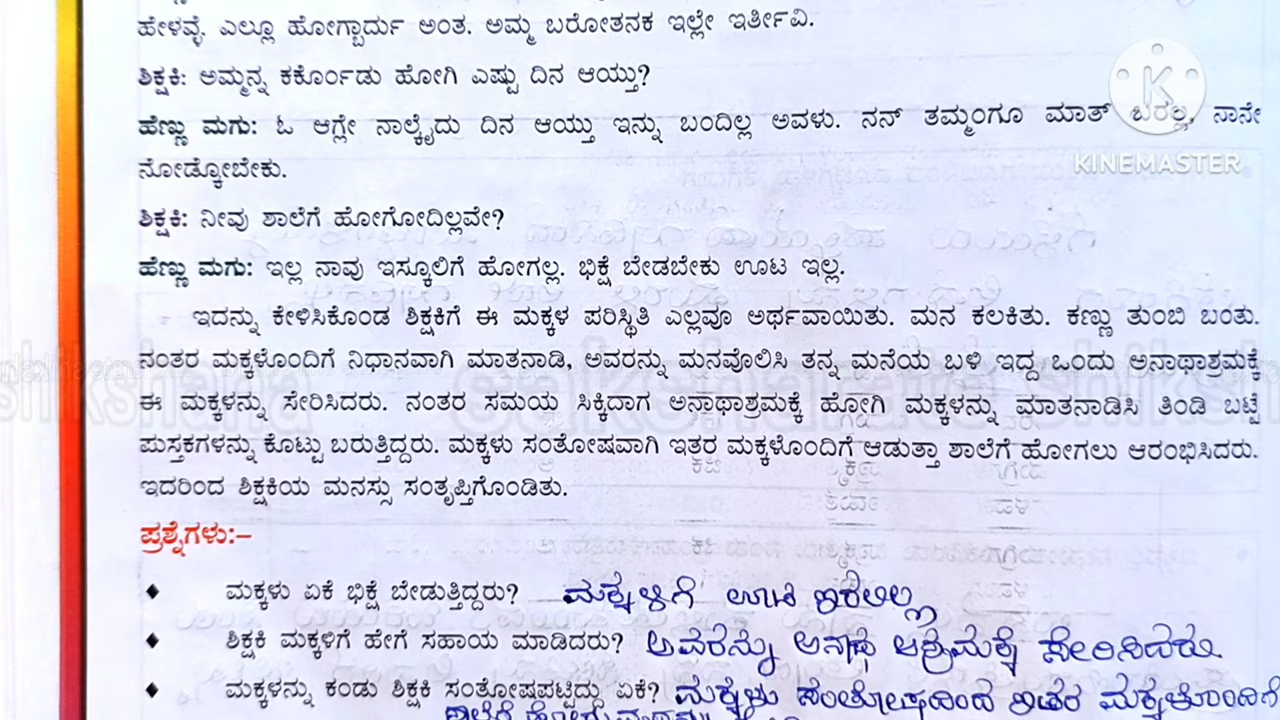 ಹೇಳವ್ಳೆ. ಎಲ್ಲೂ ಹೋಗ್ಬಾರ್ದು ಅಂತ. ಅಮ್ಮ ಬರೋತನಕ ಇಲ್ಲೇ ಇರ್ತೀವಿ.
ಶಿಕ್ಷಕಿ: ಅಮ್ಮನ್ನ ಕರ್ಕೊಂಡು ಹೋಗಿ ಎಷ್ಟು ದಿನ ಆಯ್ತು?
ಹೆಣ್ಣು ಮಗು: ಓ ಆಗ್ಲೇ ನಾಲ್ಕೈದು ದಿನ ಆಯ್ತು ಇನ್ನು ಬಂದಿಲ್ಲ ಅವಳು. ನನ್ ತಮ್ಮಂಗೂ ಮಾತ್ ಬರಲ್ಲ, ನಾನೇ
ನೋಡ್ಕೋಬೇಕು.
KINEMASTER
ಶಿಕ್ಷಕಿ: ನೀವು ಶಾಲೆಗೆ ಹೋಗೋದಿಲ್ಲವೇ?
ಹೆಣ್ಣು ಮಗು: ಇಲ್ಲ ನಾವು ಇಸ್ಕೂಲಿಗೆ ಹೋಗಲ್ಲ. ಭಿಕ್ಷೆ ಬೇಡಬೇಕು ಊಟ ಇಲ್ಲ.
ಇದನ್ನು ಕೇಳಿಸಿಕೊಂಡ ಶಿಕ್ಷಕಿಗೆ ಈ ಮಕ್ಕಳ ಪರಿಸ್ಥಿತಿ ಎಲ್ಲವೂ ಅರ್ಥವಾಯಿತು. ಮನ ಕಲಕಿತು. ಕಣ್ಣು ತುಂಬಿ ಬಂತು.
ನಂತರ ಮಕ್ಕಳೊಂದಿಗೆ ನಿಧಾನವಾಗಿ ಮಾತನಾಡಿ, ಅವರನ್ನು ಮನವೊಲಿಸಿ ತನ್ನ ಮನೆಯ ಬಳಿ ಇದ್ದ ಒಂದು ಅನಾಥಾಶ್ರಮಕ್ಕೆ
ಈ ಮಕ್ಕಳನ್ನು ಸೇರಿಸಿದರು. ನಂತರ ಸಮಯ ಸಿಕ್ಕಿದಾಗ ಅನಾಥಾಶ್ರಮಕ್ಕೆ ಹೋಗಿ ಮಕ್ಕಳನ್ನು ಮಾತನಾಡಿಸಿ ತಿಂಡಿ ಬಟ್ಟೆ
ಪುಸ್ತಕಗಳನ್ನು ಕೊಟ್ಟು ಬರುತ್ತಿದ್ದರು. ಮಕ್ಕಳು ಸಂತೋಷವಾಗಿ ಇತರ ಮಕ್ಕಳೊಂದಿಗೆ ಆಡುತ್ತಾ ಶಾಲೆಗೆ ಹೋಗಲು ಆರಂಭಿಸಿದರು.
ಇದರಿಂದ ಶಿಕ್ಷಕಿಯ ಮನಸ್ಸು ಸಂತೃಪ್ತಿಗೊಂಡಿತು.
ಪ್ರಶ್ನೆಗಳು:–
♦ ಮಕ್ಕಳು ಏಕೆ ಭಿಕ್ಷೆ ಬೇಡುತ್ತಿದ್ದರು? ಮಕ್ಕಳಿಗೆ ಊಟ ಇರಲಿಲ್ಲ
♦ ಶಿಕ್ಷಕಿ ಮಕ್ಕಳಿಗೆ ಹೇಗೆ ಸಹಾಯ ಮಾಡಿದರು? ಅವರನ್ನು ಅನಾಥ ಆಶ್ರಮಕ್ಕೆ ಸೇರಿಸಿದರು.
♦ ಮಕ್ಕಳನ್ನು ಕಂಡು ಶಿಕ್ಷಕಿ ಸಂತೋಷಪಟ್ಟಿದ್ದು ಏಕೆ? ಮಕ್ಕಳು ಸಂತೋಷದಿಂದ ಇತರ ಮಕ್ಕಳೊಂದಿಗೆ